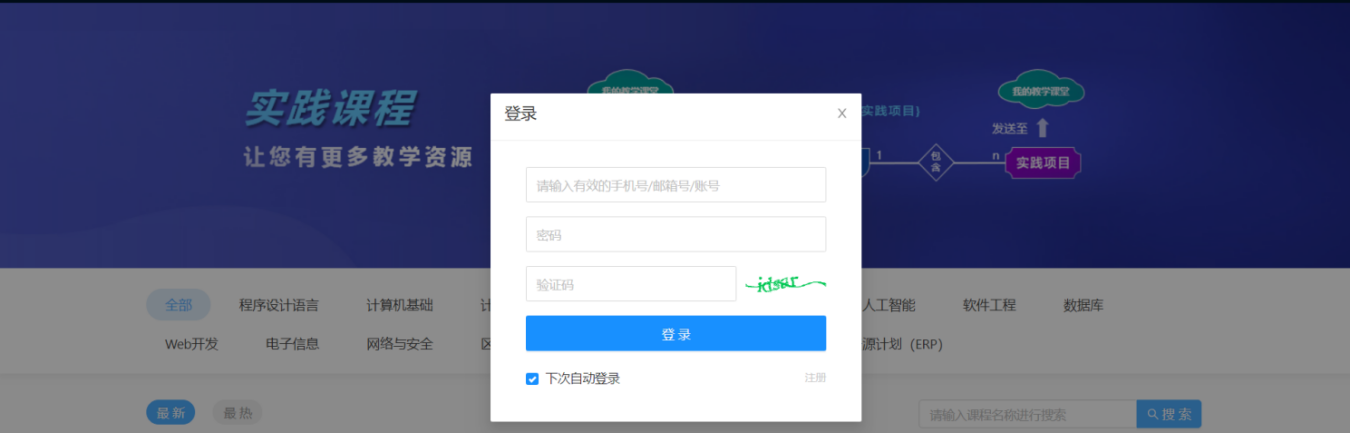 实践课程
让您有更多教学资源
我的教学课堂
我的教学课堂
发送至
实践项目)
1
包含
n
实践项目
登录
X
请输入有效的手机号/邮箱号/账号
密码
验证码
idsar
登 录
下次自动登录
注册
全部
程序设计语言
计算机基础
计
人工智能
软件工程
数据库
Web开发
电子信息
网络与安全
区
源计划（ERP）
最新
最热
请输入课程名称进行搜索
搜 索